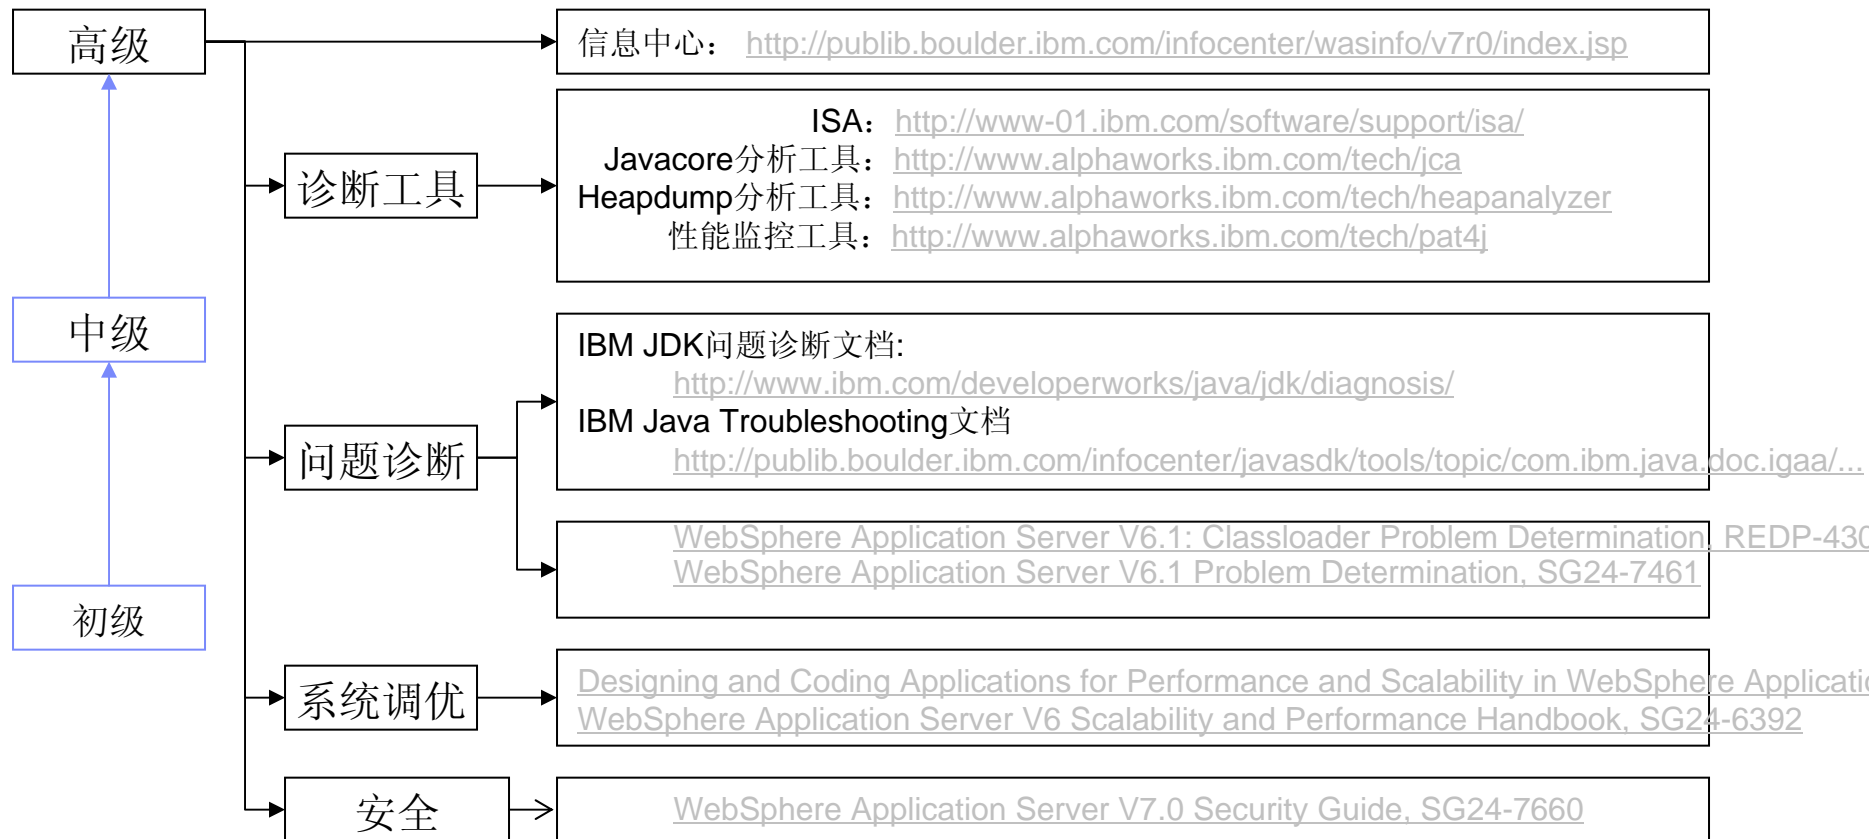 高级
信息中心： http://publib.boulder.ibm.com/infocenter/wasinfo/v7r0/index.jsp
ISA：http://www-01.ibm.com/software/support/isa/
Javacore分析工具：http://www.alphaworks.ibm.com/tech/jca
Heapdump分析工具：http://www.alphaworks.ibm.com/tech/heapanalyzer
性能监控工具：http://www.alphaworks.ibm.com/tech/pat4j
诊断工具
中级
IBM JDK问题诊断文档:
http://www.ibm.com/developerworks/java/jdk/diagnosis/
IBM Java Troubleshooting文档
http://publib.boulder.ibm.com/infocenter/javasdk/tools/topic/com.ibm.java.doc.igaa/...
问题诊断
WebSphere Application Server V6.1: Classloader Problem Determination, REDP-430
WebSphere Application Server V6.1 Problem Determination, SG24-7461
初级
系统调优
Designing and Coding Applications for Performance and Scalability in WebSphere Applicatio
WebSphere Application Server V6 Scalability and Performance Handbook, SG24-6392
安全
WebSphere Application Server V7.0 Security Guide, SG24-7660